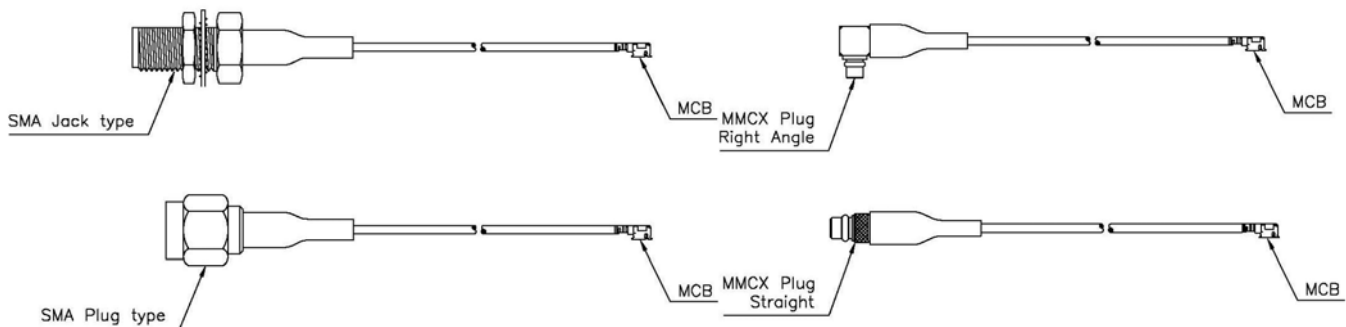 SMA Jack type
MCB
MMCX Plug
Right Angle
MCB
SMA Plug type
MCB
MMCX Plug
Straight
MCB